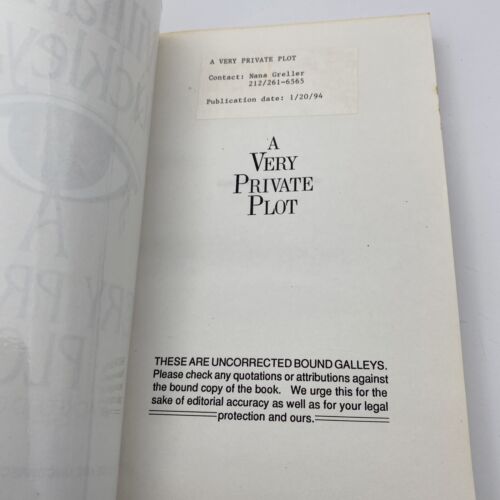 A VERY PRIVATE PLOT
Contact: Nana Greller
212/261-6565
Publication date: 1/20/94
A
VERY
PRIVATE
PLOT
THESE ARE UNCORRECTED BOUND GALLEYS.
Please check any quotations or attributions against
the bound copy of the book. We urge this for the
sake of editorial accuracy as well as for your legal
protection and ours.